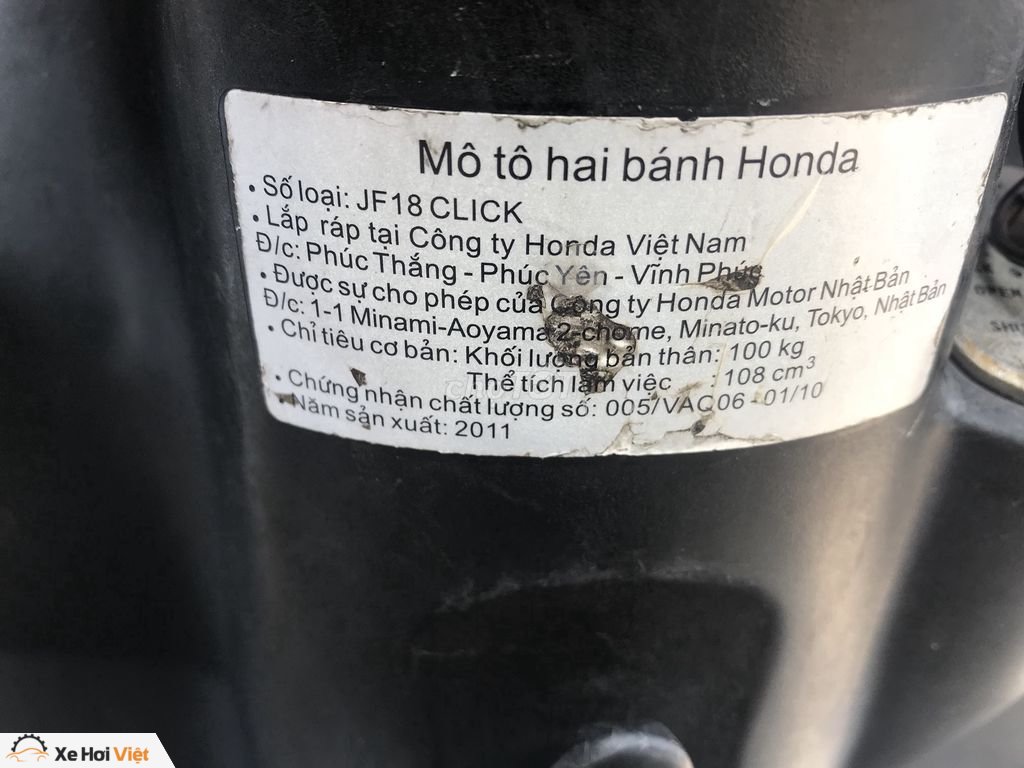 Mô tô hai bánh Honda
• Số loại: JF18 CLICK
• Lắp ráp tại Công ty Honda Việt Nam
Đ/c: Phúc Thắng - Phúc Yên - Vĩnh Phúc
• Được sự cho phép của Công ty Honda Motor Nhật Bản
Đ/c: 1-1 Minami-Aoyama 2-chome, Minato-ku, Tokyo, Nhật Bản
• Chỉ tiêu cơ bản: Khối lượng bản thân: 100 kg
Thể tích làm việc : 108 cm³
• Chứng nhận chất lượng số: 005/VAQ06 - 01/10
• Năm sản xuất: 2011
OPEN
Xe Hơi Việt